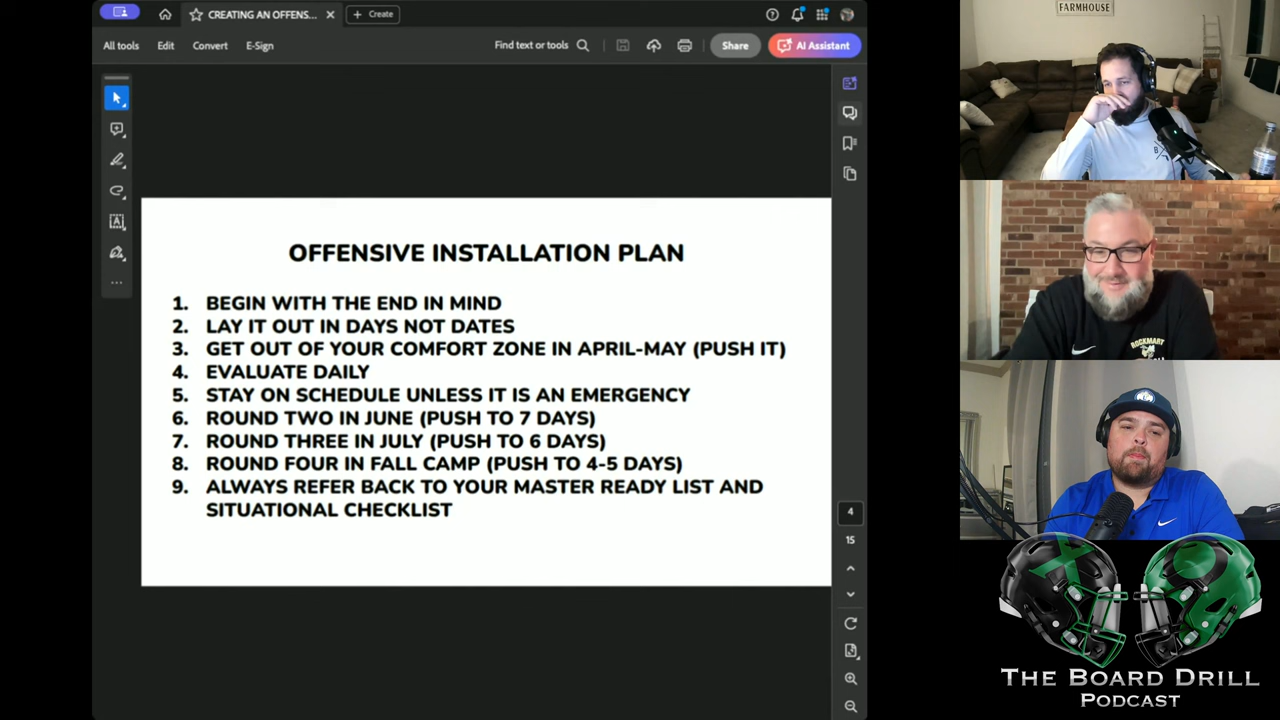 CREATING AN OFFENS...
Create
All tools
Edit
Convert
E-Sign
Find text or tools
Share
AI Assistant
OFFENSIVE INSTALLATION PLAN
1. BEGIN WITH THE END IN MIND
2. LAY IT OUT IN DAYS NOT DATES
3. GET OUT OF YOUR COMFORT ZONE IN APRIL-MAY (PUSH IT)
4. EVALUATE DAILY
5. STAY ON SCHEDULE UNLESS IT IS AN EMERGENCY
6. ROUND TWO IN JUNE (PUSH TO 7 DAYS)
7. ROUND THREE IN JULY (PUSH TO 6 DAYS)
8. ROUND FOUR IN FALL CAMP (PUSH TO 4-5 DAYS)
9. ALWAYS REFER BACK TO YOUR MASTER READY LIST AND
SITUATIONAL CHECKLIST
4
15
FARMHOUSE
ROCKMART
THE BOARD DRILL
PODCAST